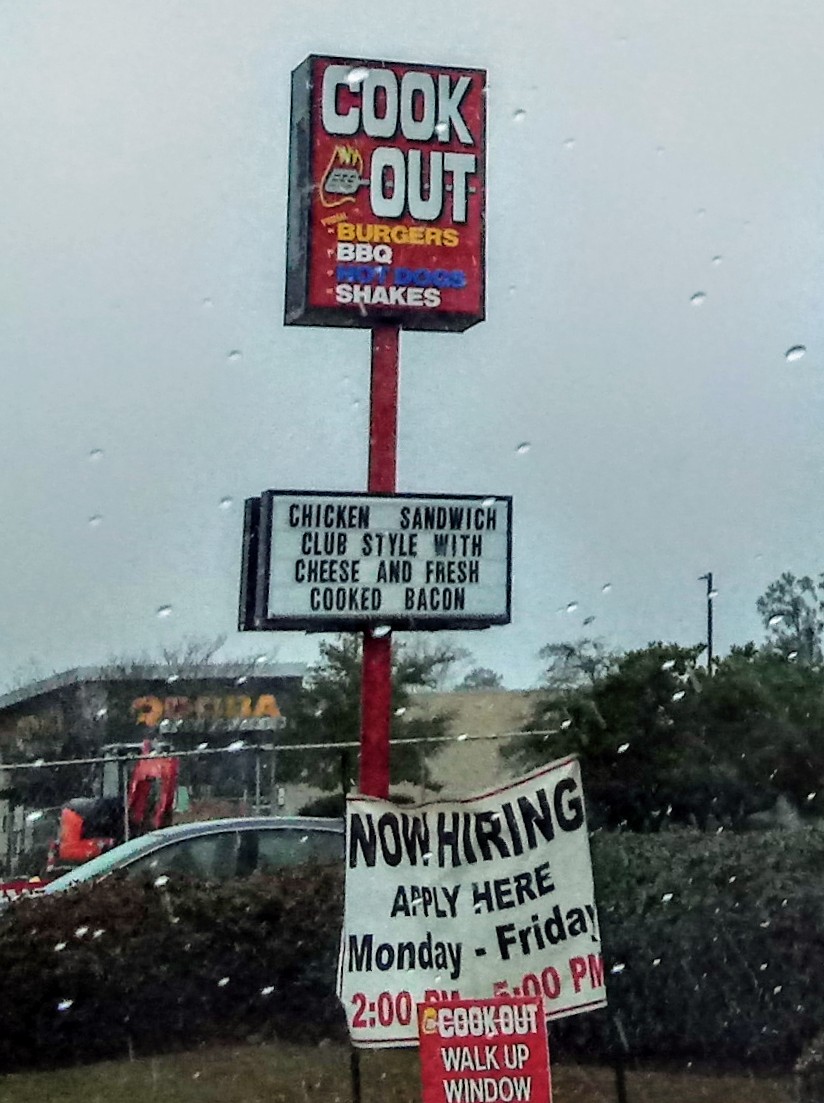 COOK
OUT
FRESH
BURGERS
BBQ
HOT DOGS
SHAKES
CHICKEN SANDWICH
CLUB STYLE WITH
CHEESE AND FRESH
COOKED BACON
NOW HIRING
APPLY HERE
Monday - Friday
2:00 PM 5:00 PM
COOK OUT
WALK UP
WINDOW